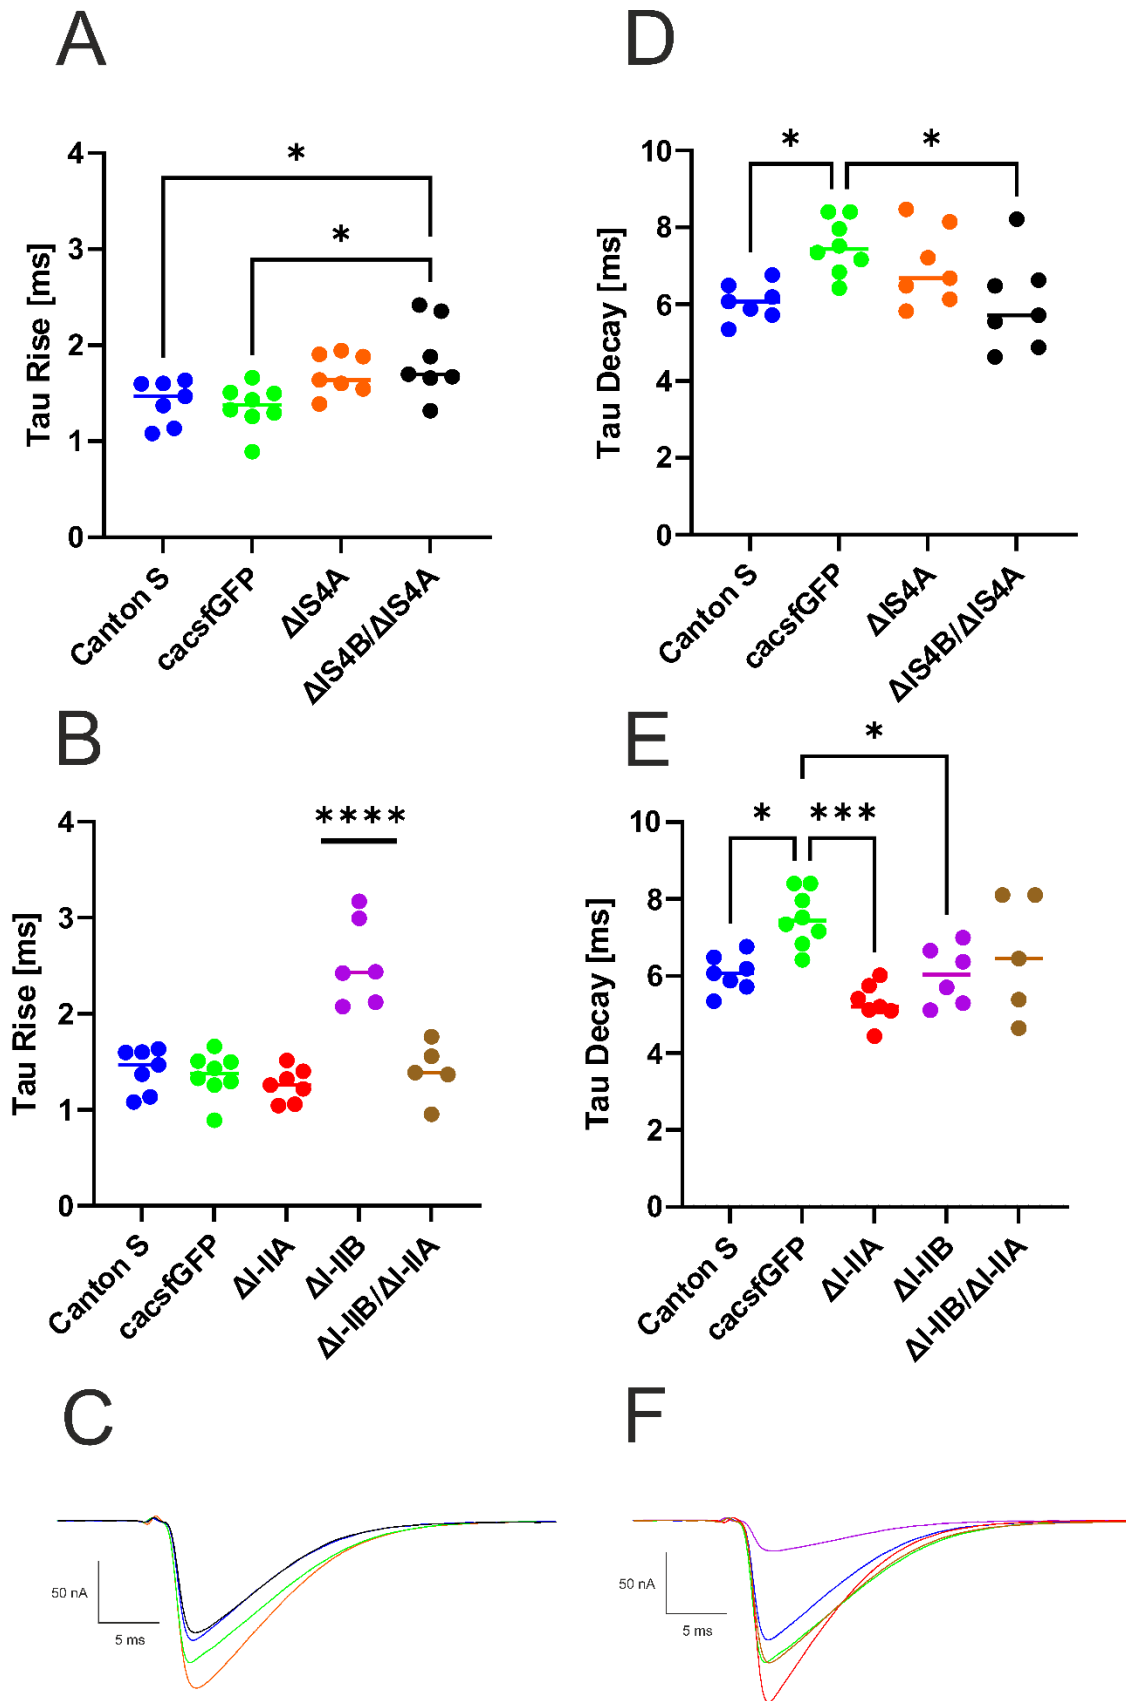 A
Tau Rise [ms]
4
3
2
1
0
*
*
Canton S
cacsfGFP
ΔIS4A
ΔIS4B/ΔIS4A
D
Tau Decay [ms]
10
8
6
4
2
0
*
*
Canton S
cacsfGFP
ΔIS4A
ΔIS4B/ΔIS4A
B
Tau Rise [ms]
4
3
2
1
0
****
Canton S
cacsfGFP
ΔI-IIA
ΔI-IIB
ΔI-IIB/ΔI-IIA
E
Tau Decay [ms]
10
8
6
4
2
0
*
*
***
Canton S
cacsfGFP
ΔI-IIA
ΔI-IIB
ΔI-IIB/ΔI-IIA
C
50 nA
5 ms
F
50 nA
5 ms